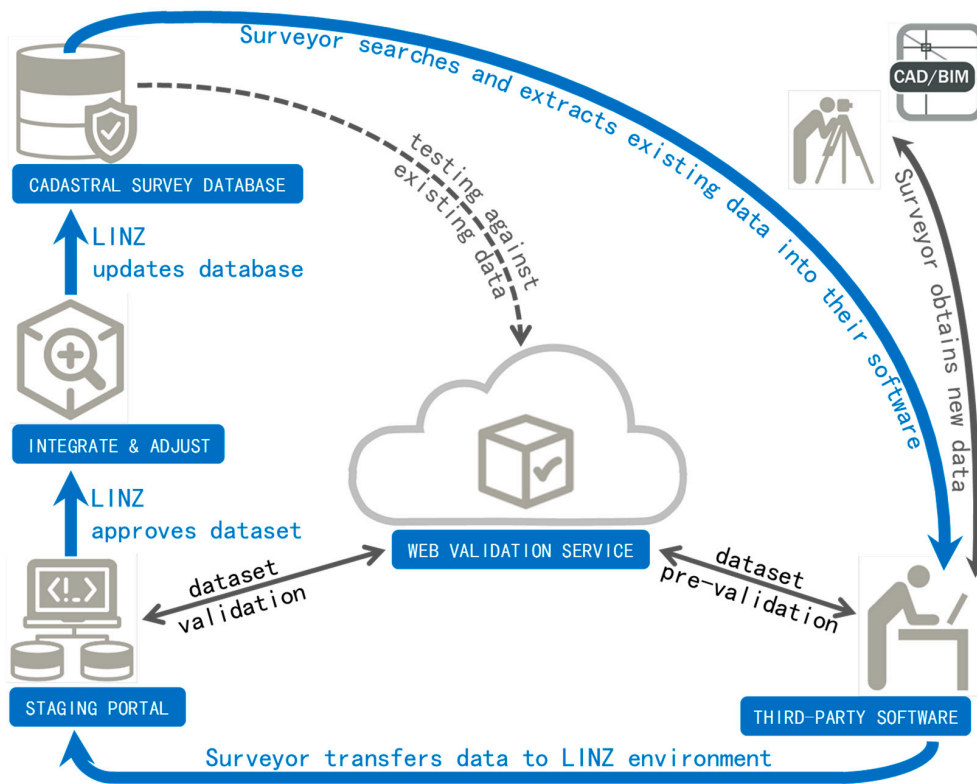 Surveyor searches and extracts existing data into their software
CAD/BIM
testing against
existing data
Surveyor obtains new data
CADASTRAL SURVEY DATABASE
LINZ
updates database
INTEGRATE & ADJUST
LINZ
approves dataset
WEB VALIDATION SERVICE
dataset
validation
dataset
pre-validation
<!_>
STAGING PORTAL
THIRD-PARTY SOFTWARE
Surveyor transfers data to LINZ environment